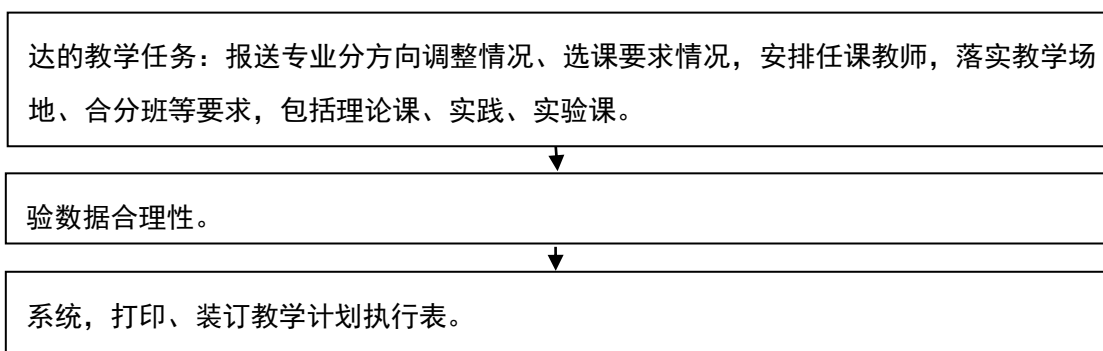 达的教学任务：报送专业分方向调整情况、选课要求情况，安排任课教师，落实教学场
地、合分班等要求，包括理论课、实践、实验课。
验数据合理性。
系统，打印、装订教学计划执行表。